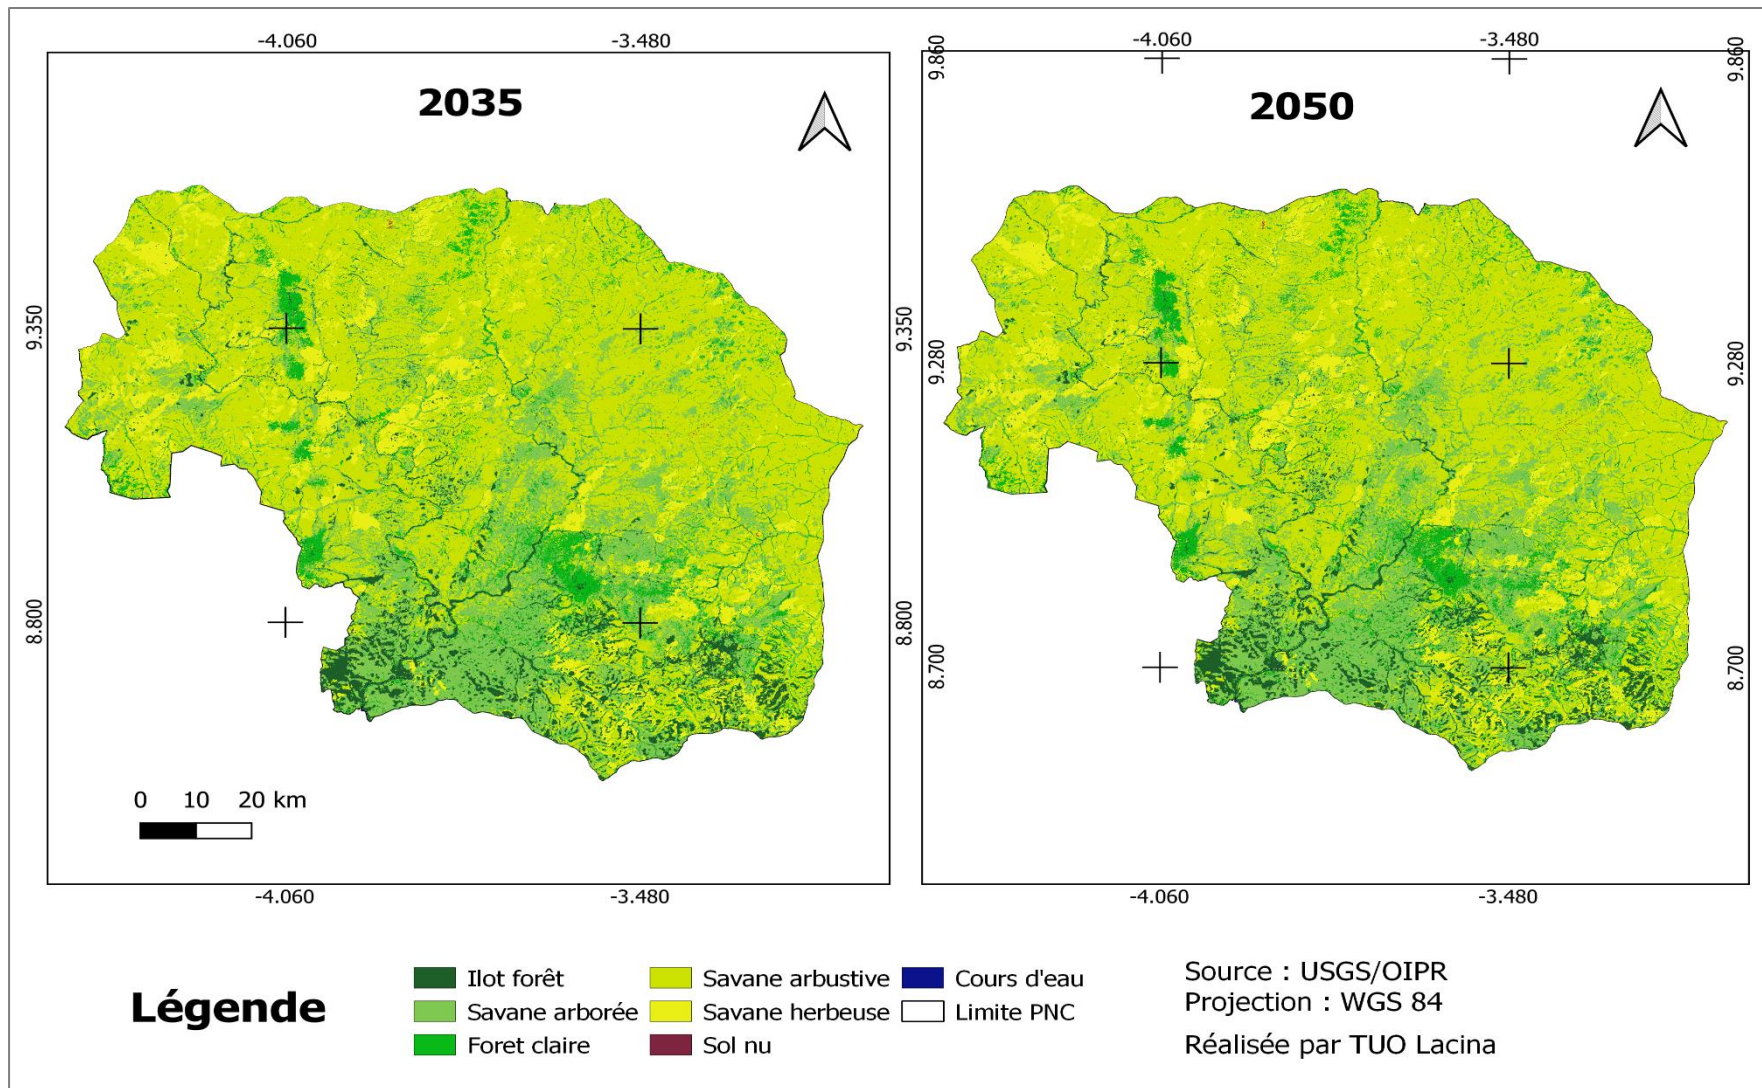 -4.060 -3.480 -4.060 -3.480
9.860 9.860
2035 2050
9.350 9.350
9.280 9.280
8.800 8.800
8.700 8.700
0 10 20 km
-4.060 -3.480 -4.060 -3.480
Légende
Ilot forêt
Savane arborée
Foret claire
Savane arbustive
Savane herbeuse
Sol nu
Cours d'eau
Limite PNC
Source : USGS/OIPR
Projection : WGS 84
Réalisée par TUO Lacina